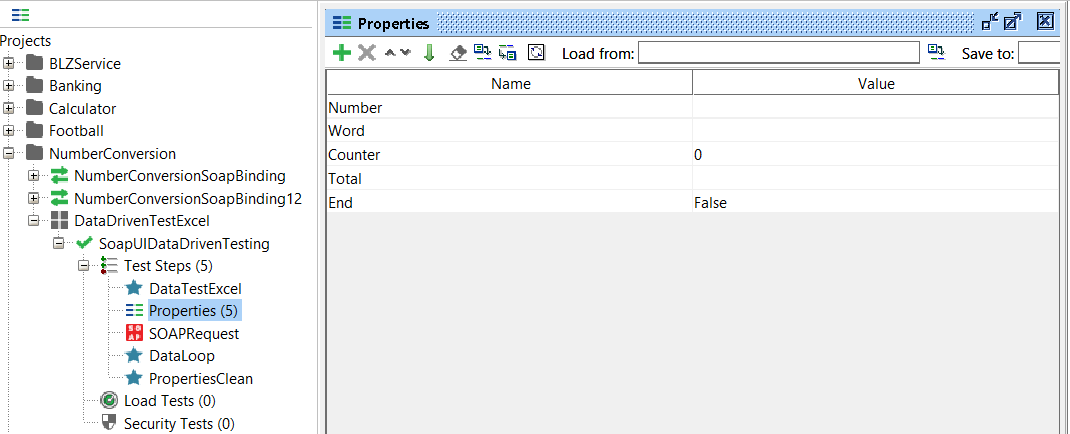 Projects
BLZService
Banking
Calculator
Football
NumberConversion
NumberConversionSoapBinding
NumberConversionSoapBinding12
DataDrivenTestExcel
SoapUIDataDrivenTesting
Test Steps (5)
DataTestExcel
Properties (5)
SOAP
SOAPRequest
DataLoop
PropertiesClean
Load Tests (0)
Security Tests (0)
Properties
Load from: Save to:
Name Value
Number
Word
Counter 0
Total
End False